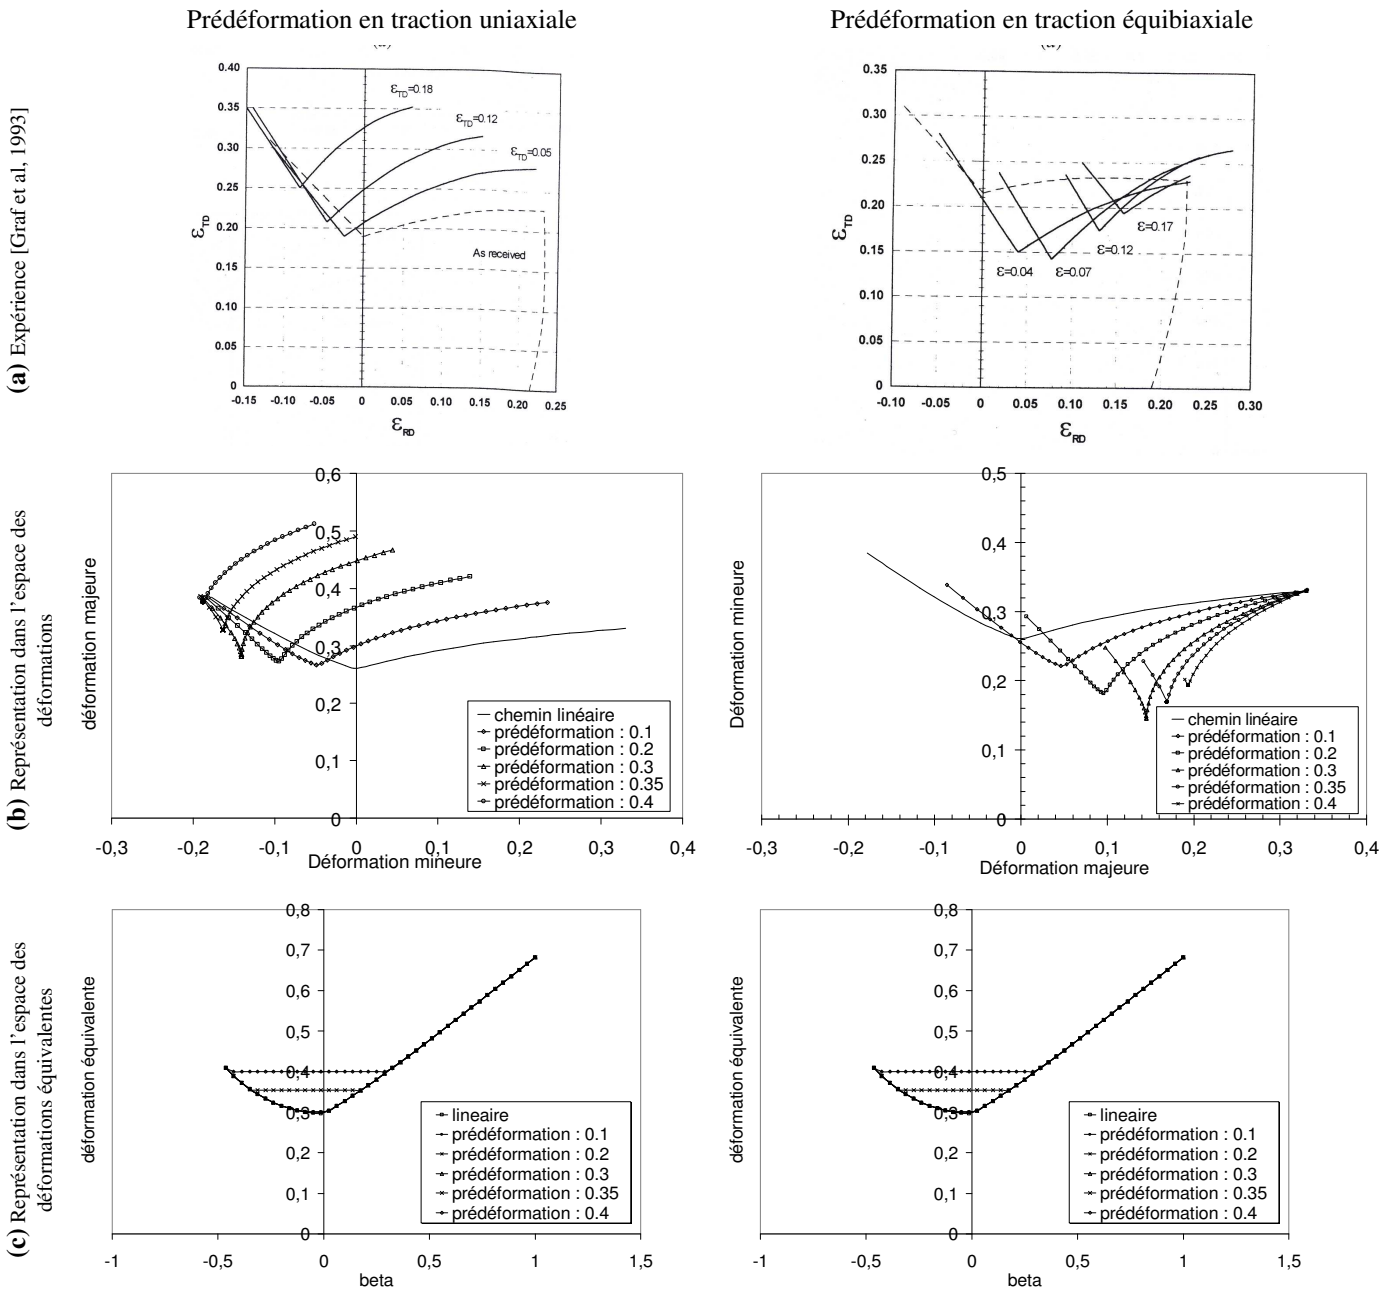 Prédéformation en traction uniaxiale
Prédéformation en traction équibiaxiale
(a) Expérience [Graf et al, 1993]
0.40
0.35
0.30
0.25
0.20
0.15
0.10
0.05
0
-0.15 -0.10 -0.05 0 0.05 0.10 0.15 0.20 0.25
εTD
εRD
εTD=0.18
εTD=0.12
εTD=0.05
As received
0.35
0.30
0.25
0.20
0.15
0.10
0.05
0
-0.10 -0.05 0 0.05 0.10 0.15 0.20 0.25 0.30
εTD
εRD
ε=0.17
ε=0.12
ε=0.04
ε=0.07
(b) Représentation dans l'espace des
déformations
0,6
0,5
0,4
0,3
0,2
0,1
0
-0,3 -0,2 -0,1 0 0,1 0,2 0,3 0,4
déformation majeure
Déformation mineure
chemin linéaire
prédéformation : 0.1
prédéformation : 0.2
prédéformation : 0.3
prédéformation : 0.35
prédéformation : 0.4
0,5
0,4
0,3
0,2
0,1
0
-0,3 -0,2 -0,1 0 0,1 0,2 0,3 0,4
Déformation mineure
Déformation majeure
chemin linéaire
prédéformation : 0.1
prédéformation : 0.2
prédéformation : 0.3
prédéformation : 0.35
prédéformation : 0.4
(c) Représentation dans l'espace des
déformations équivalentes
0,8
0,7
0,6
0,5
0,4
0,3
0,2
0,1
0
-1 -0,5 0 0,5 1 1,5
déformation équivalente
beta
lineaire
prédéformation : 0.1
prédéformation : 0.2
prédéformation : 0.3
prédéformation : 0.35
prédéformation : 0.4
0,8
0,7
0,6
0,5
0,4
0,3
0,2
0,1
0
-1 -0,5 0 0,5 1 1,5
déformation équivalente
beta
lineaire
prédéformation : 0.1
prédéformation : 0.2
prédéformation : 0.3
prédéformation : 0.35
prédéformation : 0.4